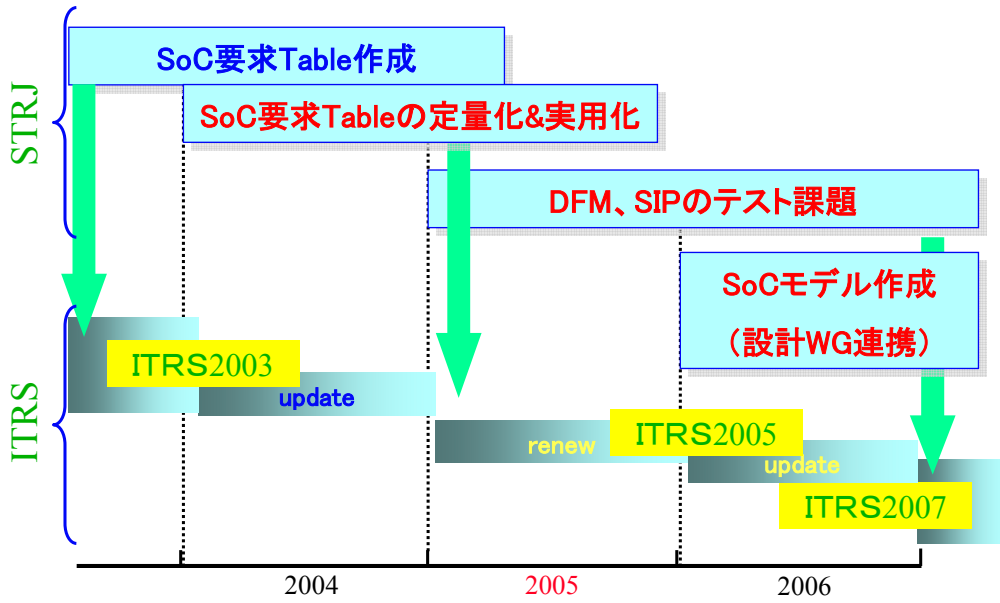 STRJ
SoC要求Table作成
SoC要求Tableの定量化&実用化
DFM、SIPのテスト課題
SoCモデル作成
（設計WG連携）
ITRS
ITRS2003
update
renew
ITRS2005
update
ITRS2007
2004
2005
2006